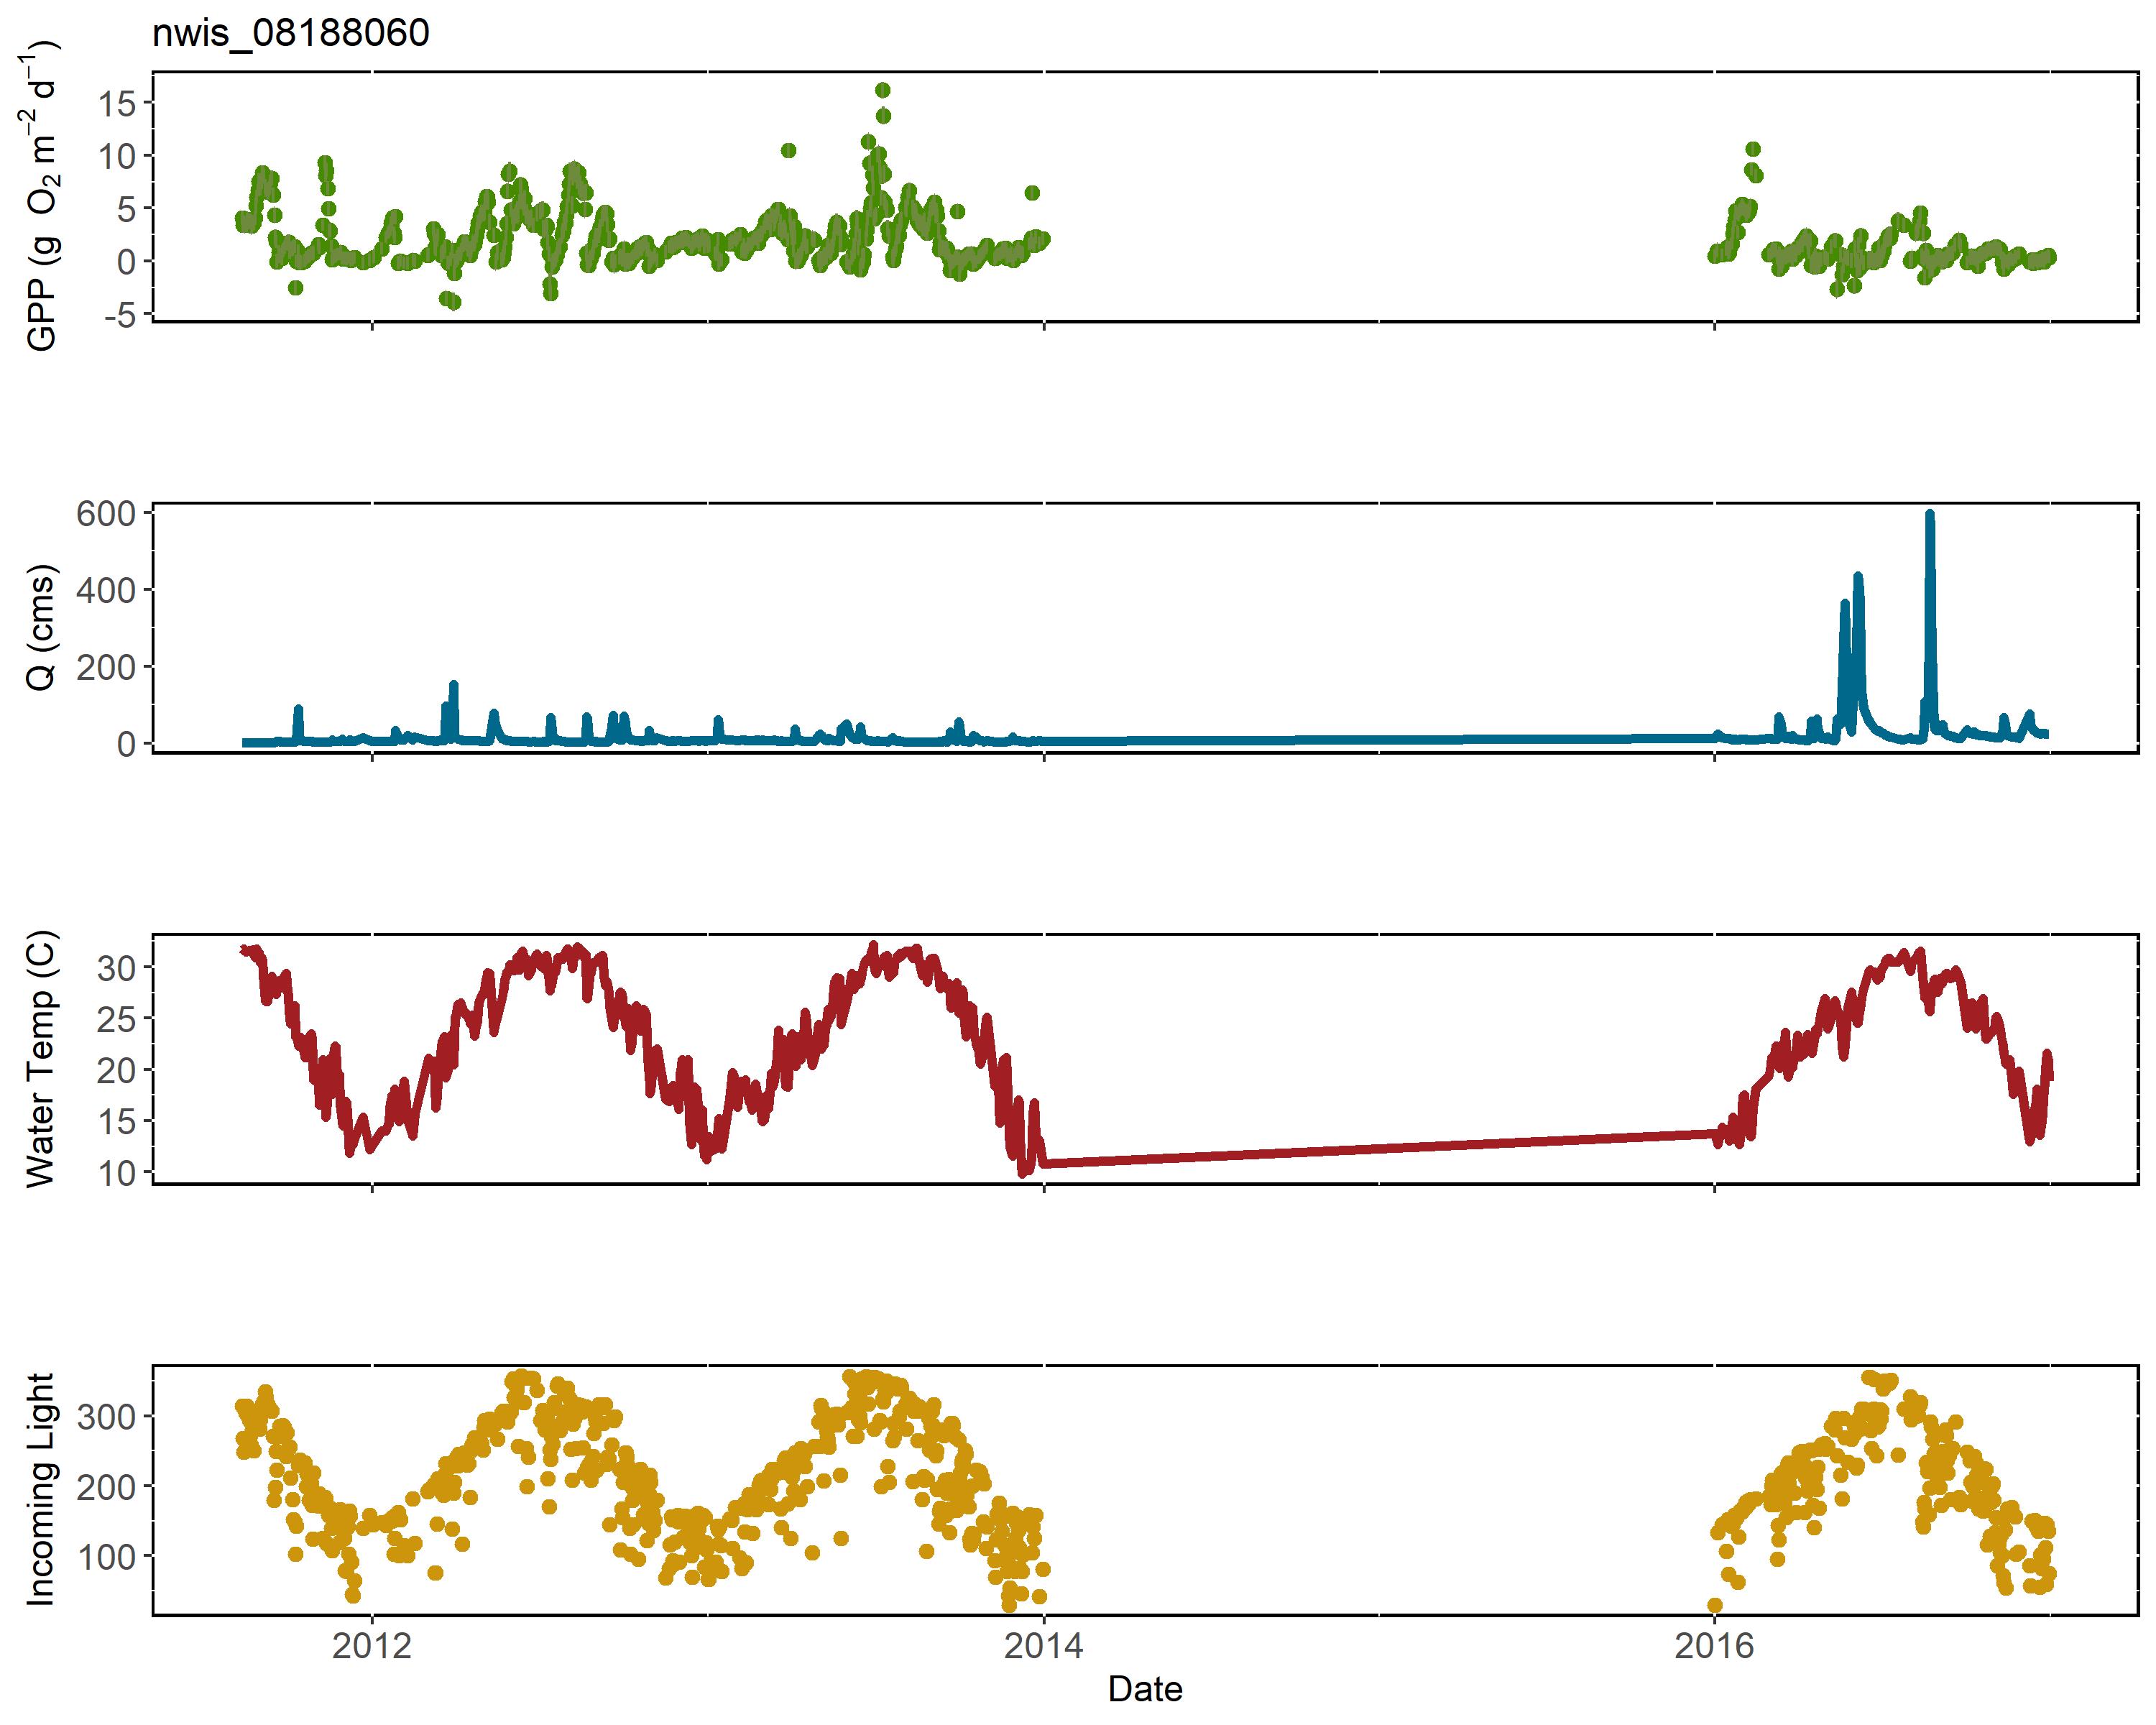 nwis_08188060
GPP (g O₂ m⁻² d⁻¹)
15
10
5
0
-5
Q (cms)
600
400
200
0
Water Temp (C)
30
25
20
15
10
Incoming Light
300
200
100
2012 2014 2016
Date